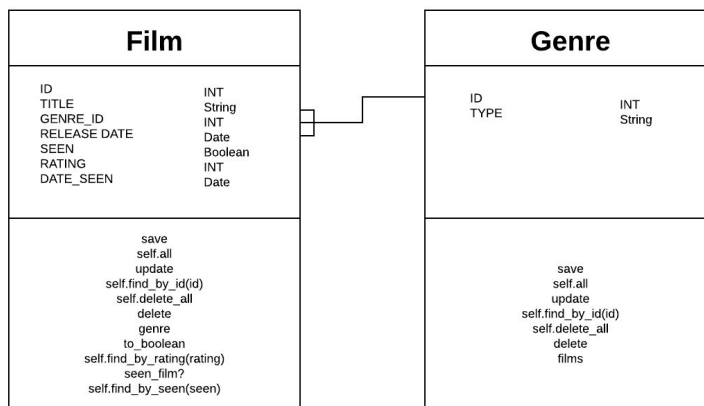 Film
ID INT
TITLE String
GENRE_ID INT
RELEASE DATE Date
SEEN Boolean
RATING INT
DATE_SEEN Date
save
self.all
update
self.find_by_id(id)
self.delete_all
delete
genre
to_boolean
self.find_by_rating(rating)
seen_film?
self.find_by_seen(seen)
Genre
ID INT
TYPE String
save
self.all
update
self.find_by_id(id)
self.delete_all
delete
films